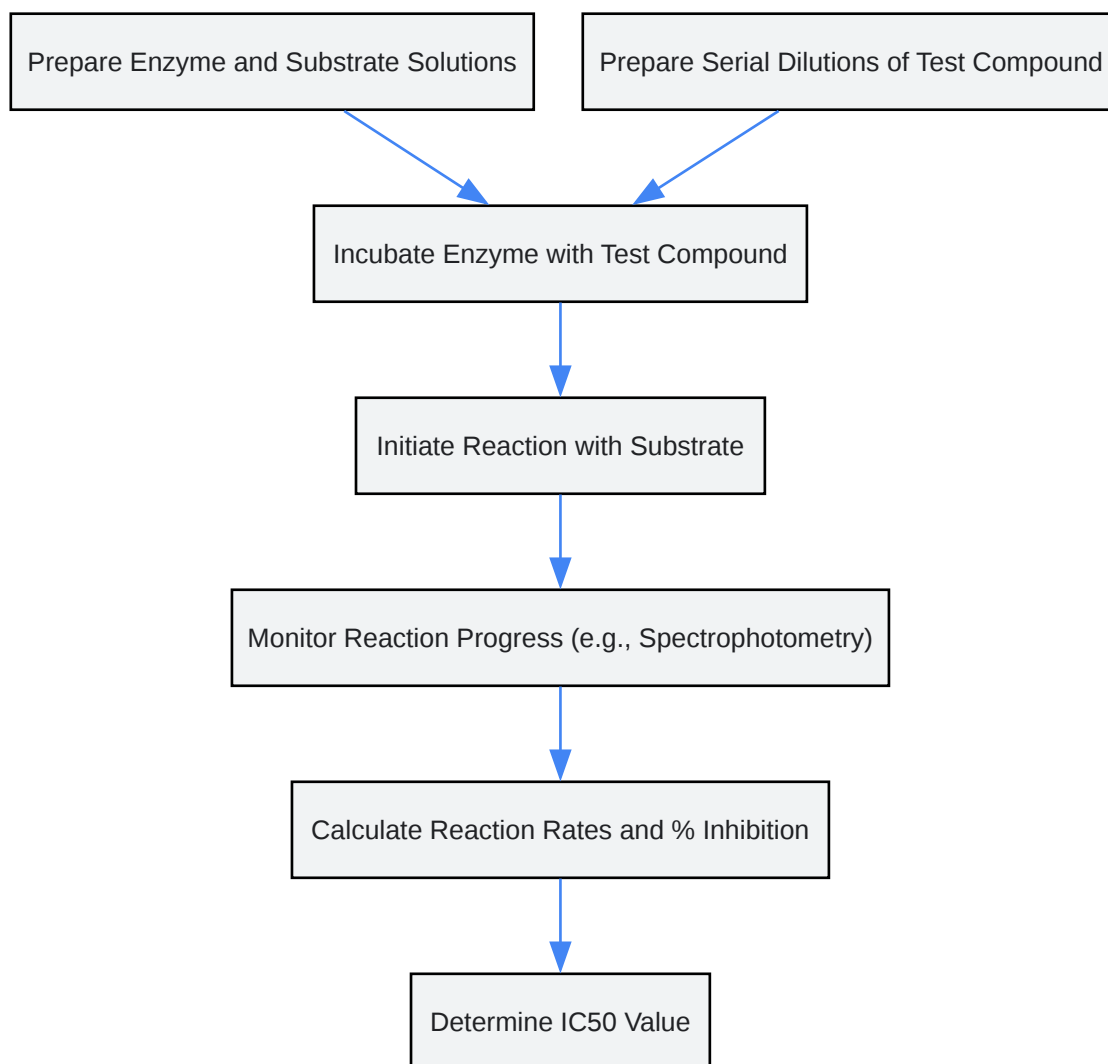 Prepare Enzyme and Substrate Solutions
Prepare Serial Dilutions of Test Compound
Incubate Enzyme with Test Compound
Initiate Reaction with Substrate
Monitor Reaction Progress (e.g., Spectrophotometry)
Calculate Reaction Rates and % Inhibition
Determine IC50 Value